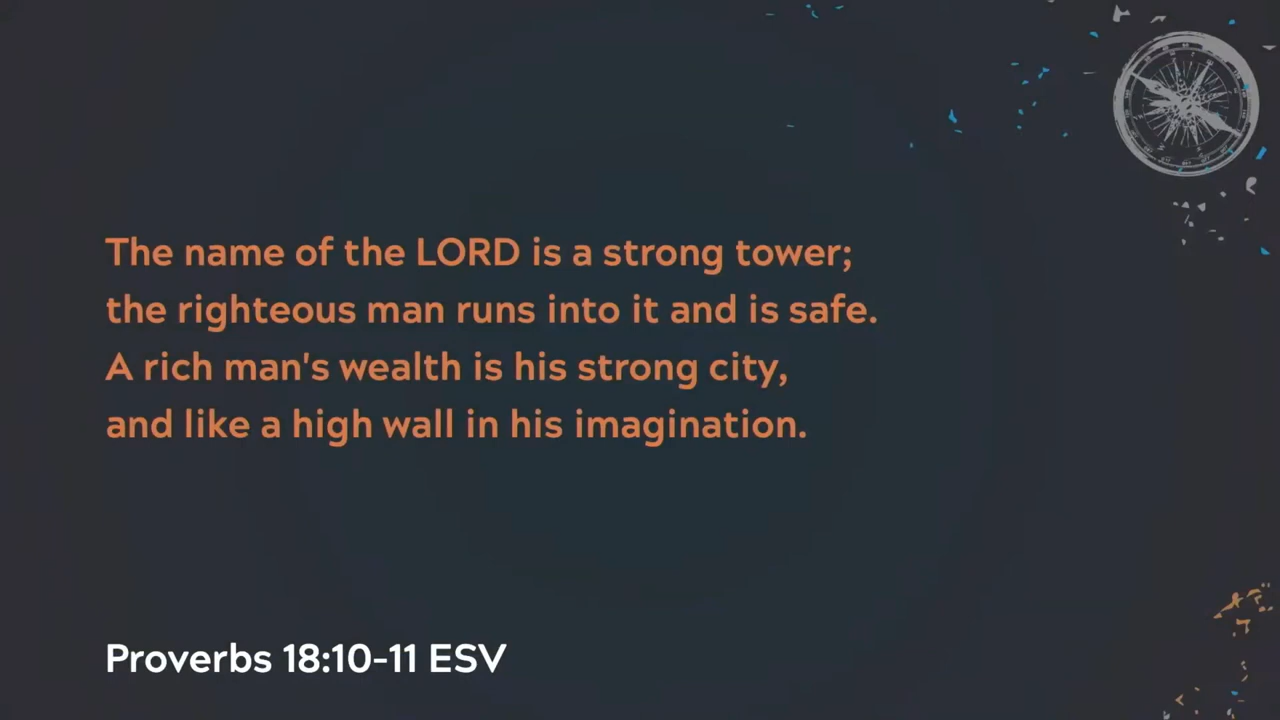 The name of the LORD is a strong tower;
the righteous man runs into it and is safe.
A rich man's wealth is his strong city,
and like a high wall in his imagination.
Proverbs 18:10-11 ESV